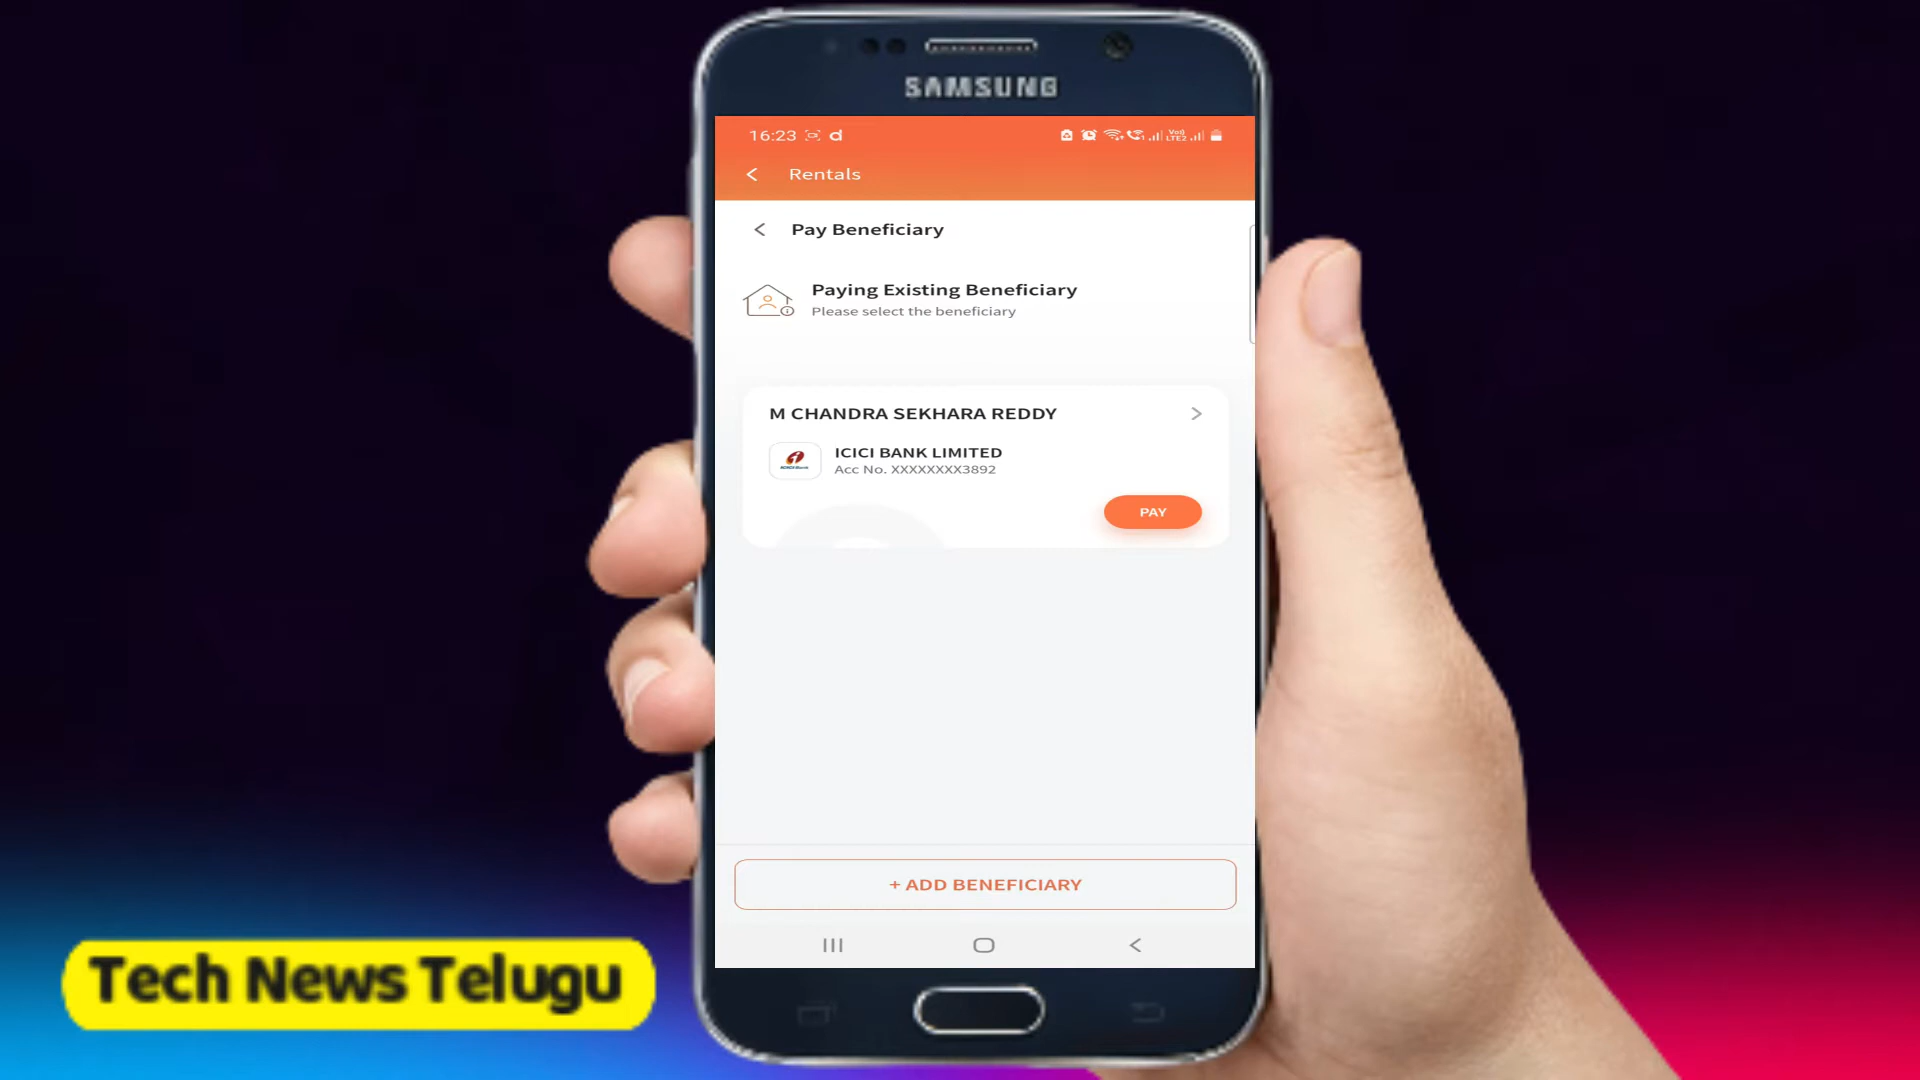 SAMSUNG
16:23
Rentals
Pay Beneficiary
Paying Existing Beneficiary
Please select the beneficiary
M CHANDRA SEKHARA REDDY
ICICI BANK LIMITED
Acc No. XXXXXXXX3892
PAY
+ ADD BENEFICIARY
Tech News Telugu